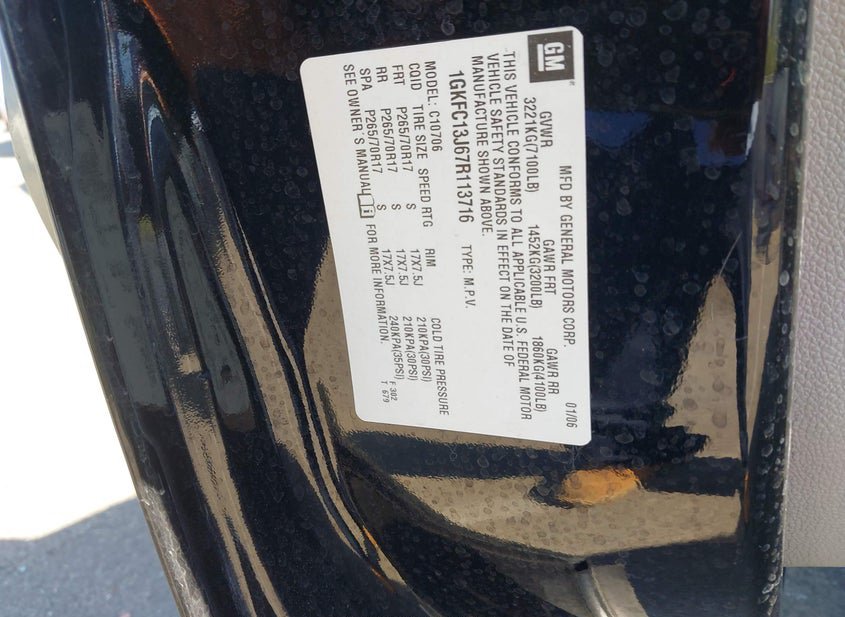 GM
MFD BY GENERAL MOTORS CORP. 01/06
GVWR GAWR FRT GAWR RR
3221KG(7100LB) 1452KG(3200LB) 1860KG(4100LB)
THIS VEHICLE CONFORMS TO ALL APPLICABLE U.S. FEDERAL MOTOR
VEHICLE SAFETY STANDARDS IN EFFECT ON THE DATE OF
MANUFACTURE SHOWN ABOVE.
1GKFC13J67R113716 TYPE: M.P.V.
MODEL: C10706
CQID TIRE SIZE SPEED RTG RIM COLD TIRE PRESSURE
FRT P265/70R17 S 17X7.5J 210KPA(30PSI)
RR P265/70R17 S 17X7.5J 210KPA(30PSI)
SPA P265/70R17 S 17X7.5J 240KPA(35PSI)
SEE OWNER'S MANUAL FOR MORE INFORMATION.
F 302
T 679